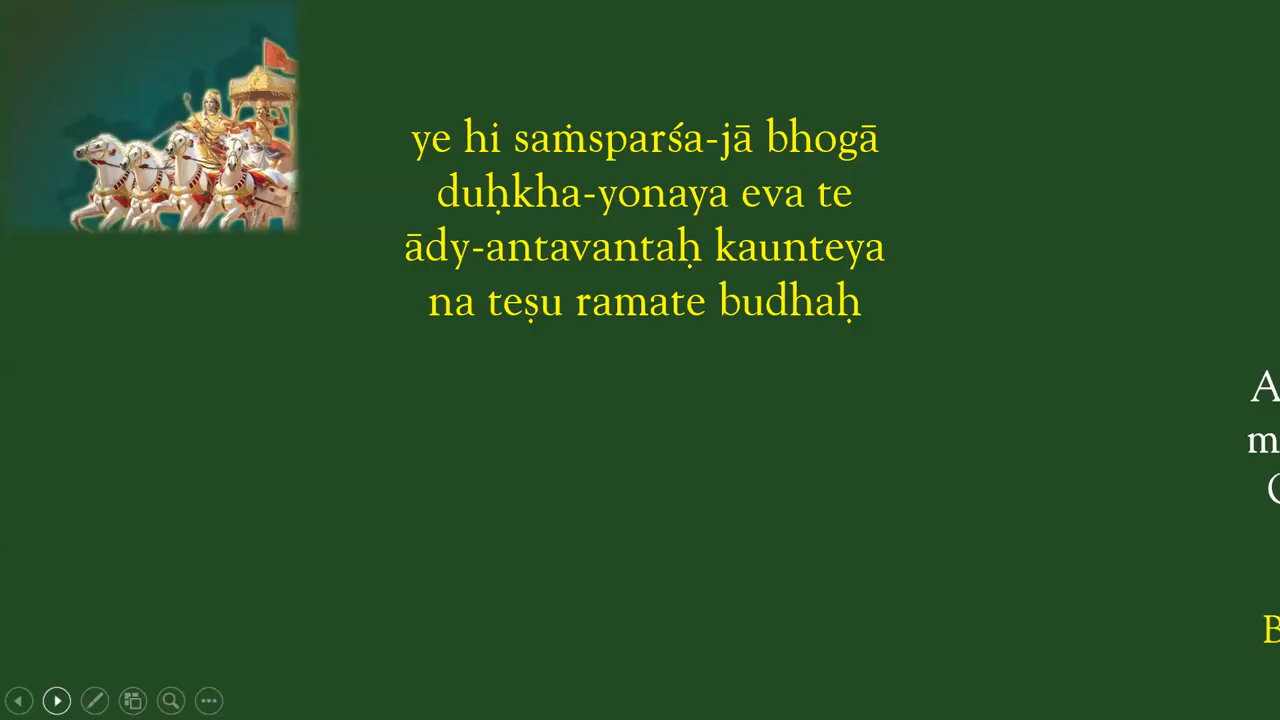 ye hi saṁsparśa-jā bhogā
duḥkha-yonaya eva te
ādy-antavantaḥ kaunteya
na teṣu ramate budhaḥ
A
m